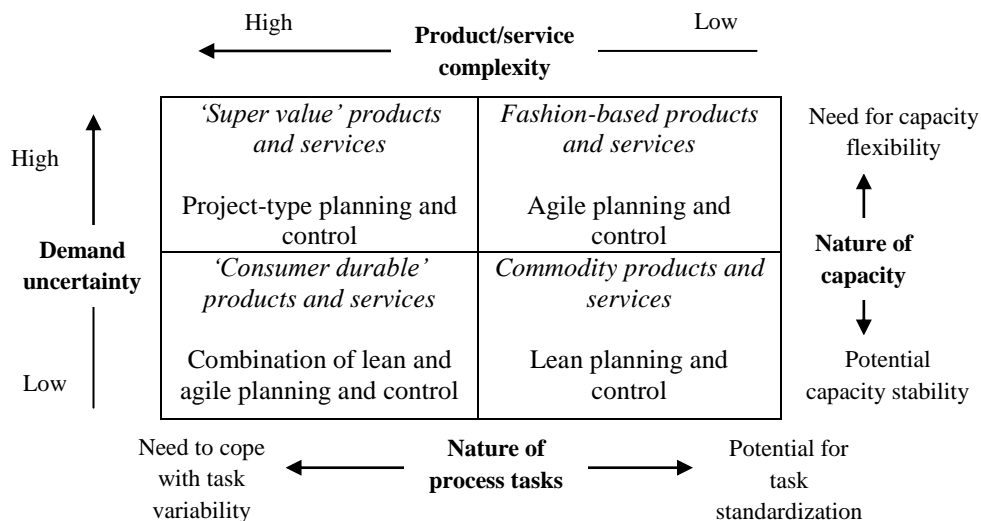 High
Product/service
complexity
Low
High
Demand
uncertainty
Low
‘Super value’ products
and services
Project-type planning and
control
Fashion-based products
and services
Agile planning and
control
‘Consumer durable’
products and services
Combination of lean and
agile planning and control
Commodity products and
services
Lean planning and
control
Need for capacity
flexibility
Nature of
capacity
Potential
capacity stability
Need to cope
with task
variability
Nature of
process tasks
Potential for
task
standardization